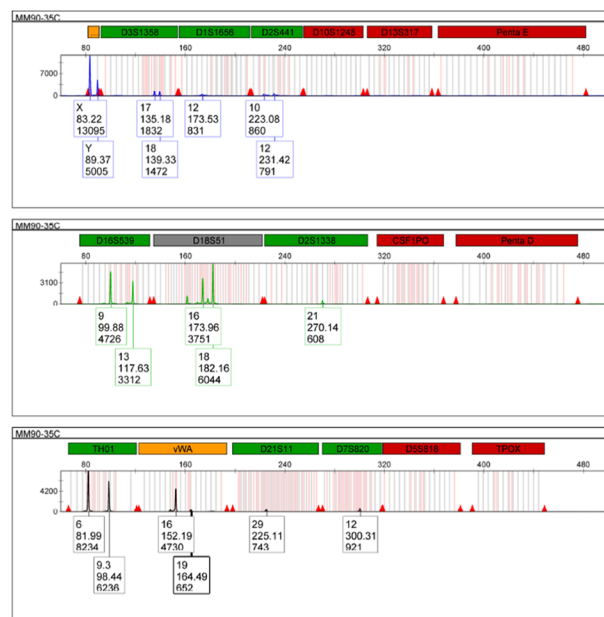 MM90-35C
D3S1358 D1S1656 D2S441 D10S1248 D13S317 Penta E
80 160 240 320 400 480
7000
0
X 17 12 10
83.22 135.18 173.53 223.08
13095 1832 831 860
Y 18 12
89.37 139.33 231.42
5005 1472 791
MM90-35C
D16S539 D18S51 D2S1338 CSF1PO Penta D
80 160 240 320 400 480
3100
0
9 16 21
99.88 173.96 270.14
4726 3751 608
13 18
117.63 182.16
3312 6044
MM90-35C
TH01 vWA D21S11 D7S820 D5S818 TPOX
80 160 240 320 400 480
4200
0
6 16 29 12
81.99 152.19 225.11 300.31
8234 4730 743 921
9.3 19
98.44 164.49
6236 652